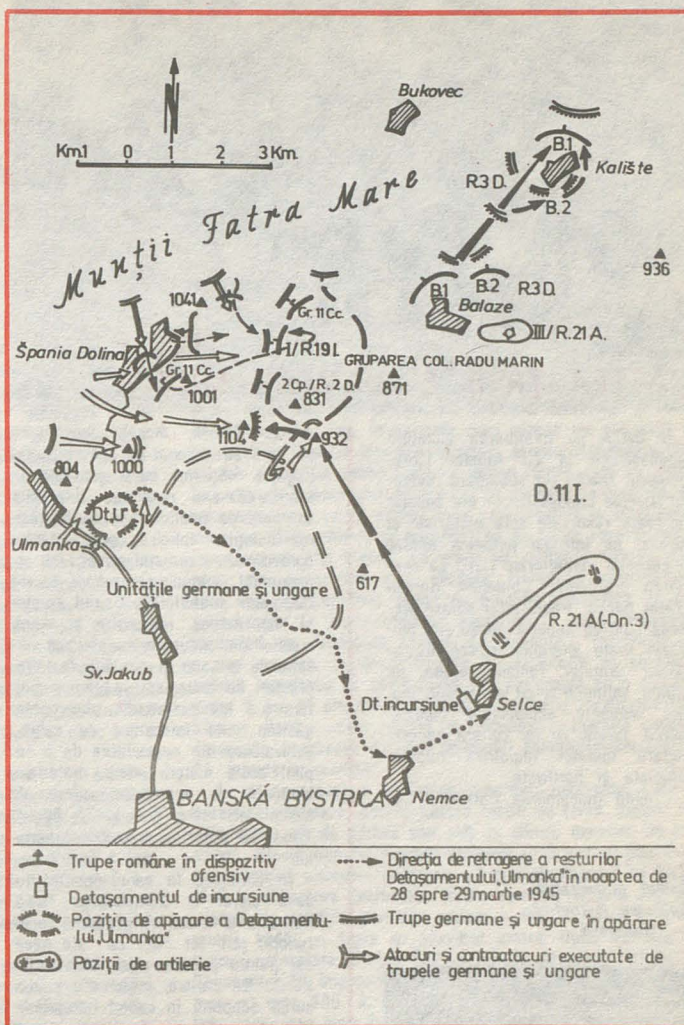 Bukovec
N
Km.1 0 1 2 3 Km.
B.1
Kalište
R.3 D.
B.2
Munții Fatra Mare
936
1041
B.1
B.2
R.3 D.
Gr. 11 Cc.
Balaze
III/R.21 A.
Špania Dolina
I/R.19 I.
GRUPAREA COL. RADU MARIN
Gr. 11 Cc.
1001
2 Cp./R.2 D.
831
871
1104
932
1000
804
D.11 I.
Dt.„U”
Ulmanka
617
Unitățile germane și ungare
R.21 A.(-Dn.3)
Sv. Jakub
Dt. incursiune
Selce
BANSKÁ BYSTRICA
Nemce
Trupe române în dispozitiv
ofensiv
Detașamentul de incursiune
Poziția de apărare a Detașamentu-
lui „Ulmanka”
Poziții de artilerie
Direcția de retragere a resturilor
Detașamentului „Ulmanka” în noaptea de
28 spre 29 martie 1945
Trupe germane și ungare în apărare
Atacuri și contraatacuri executate de
trupele germane și ungare